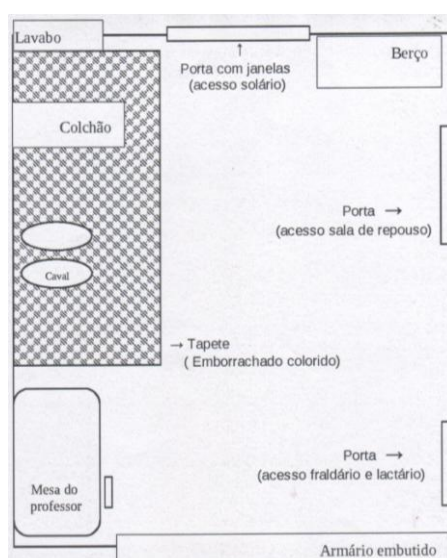 Lavabo
↑
Porta com janelas
(acesso solário)
Berço
Colchão
Porta →
(acesso sala de repouso)
Caval
→ Tapete
( Emborrachado colorido)
Porta →
(acesso fraldário e lactário)
Mesa do
professor
Armário embutido